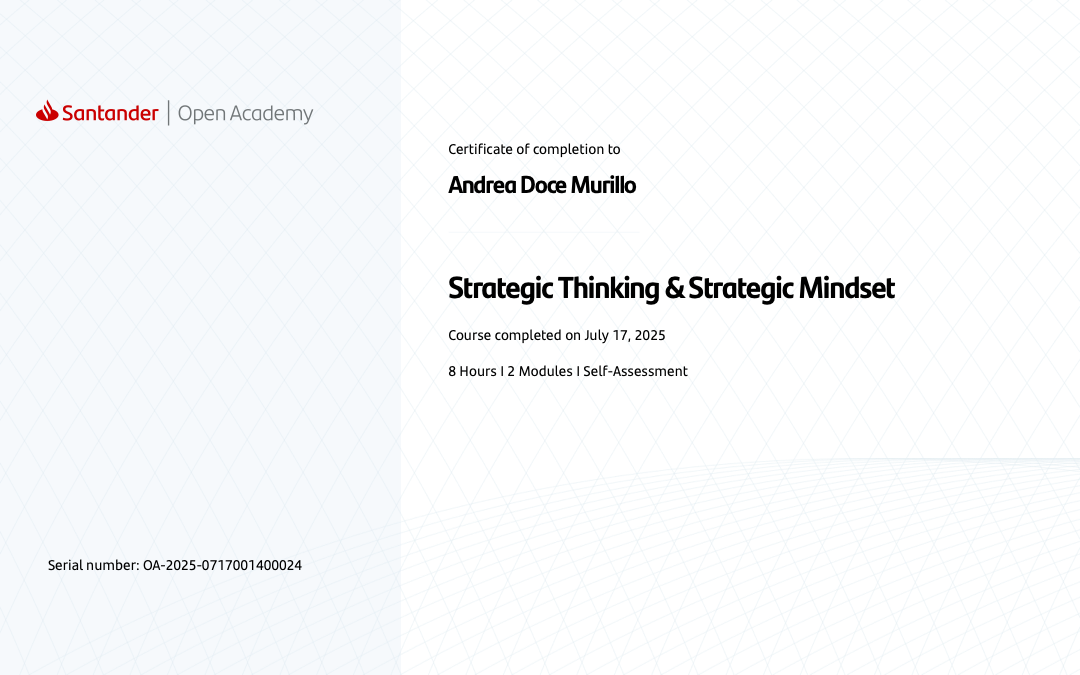 Santander | Open Academy
Certificate of completion to
Andrea Doce Murillo
Strategic Thinking & Strategic Mindset
Course completed on July 17, 2025
8 Hours I 2 Modules I Self-Assessment
Serial number: OA-2025-0717001400024